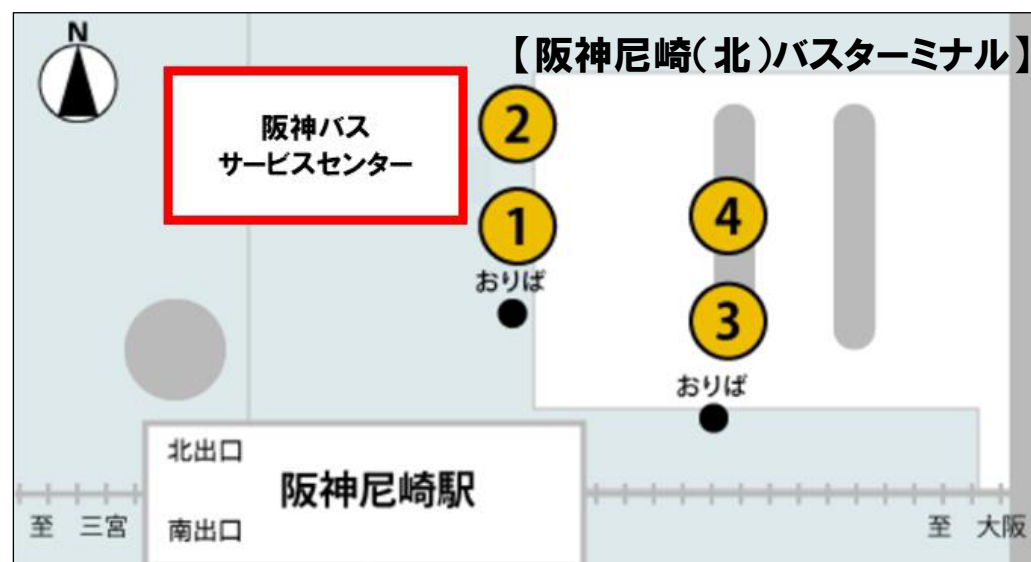 N
【阪神尼崎(北)バスターミナル】
阪神バス
サービスセンター
2
1
おりば
4
3
おりば
北出口
阪神尼崎駅
南出口
至 三宮
至 大阪